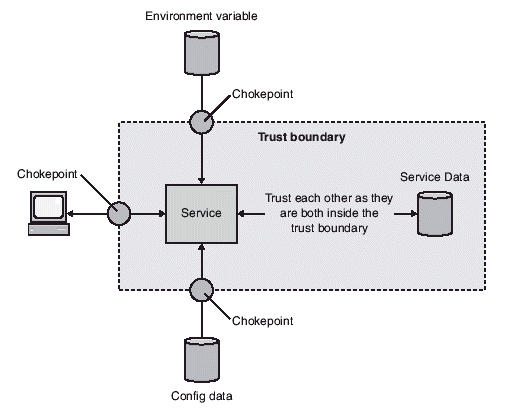 Environment variable
Chokepoint
Trust boundary
Chokepoint
Service Data
Service
Trust each other as they
are both inside the
trust boundary
Chokepoint
Config data